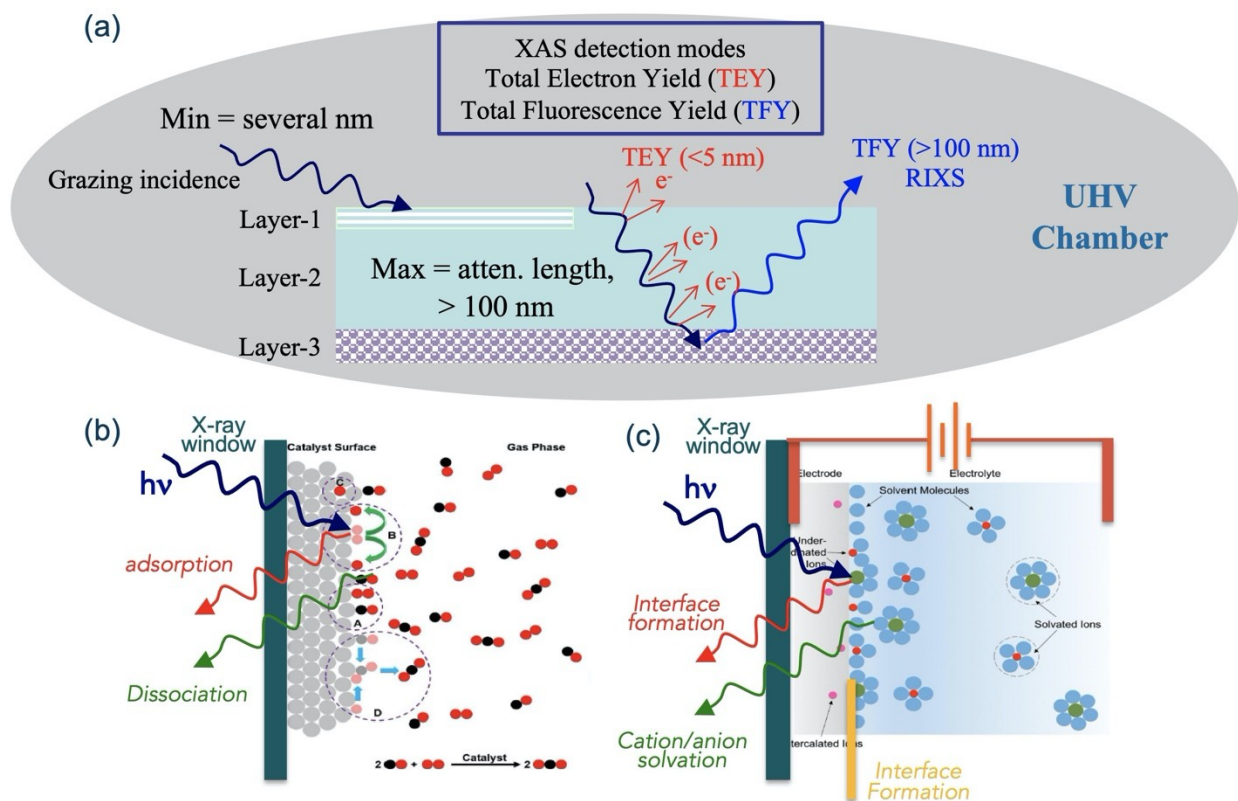 (a)
XAS detection modes
Total Electron Yield (TEY)
Total Fluorescence Yield (TFY)
Min = several nm
Grazing incidence
TEY (<5 nm)
e-
TFY (>100 nm)
RIXS
UHV
Chamber
Layer-1
(e-)
Layer-2
Max = atten. length,
> 100 nm
(e-)
Layer-3
(b)
X-ray
window
Catalyst Surface
Gas Phase
hν
C
B
adsorption
A
Dissociation
D
2 + Catalyst 2
(c)
X-ray
window
Electrode
Electrolyte
Solvent Molecules
hν
Under-
dinated
Ions
Interface
formation
Solvated Ions
Cation/anion
solvation
tercalated Ions
Interface
Formation